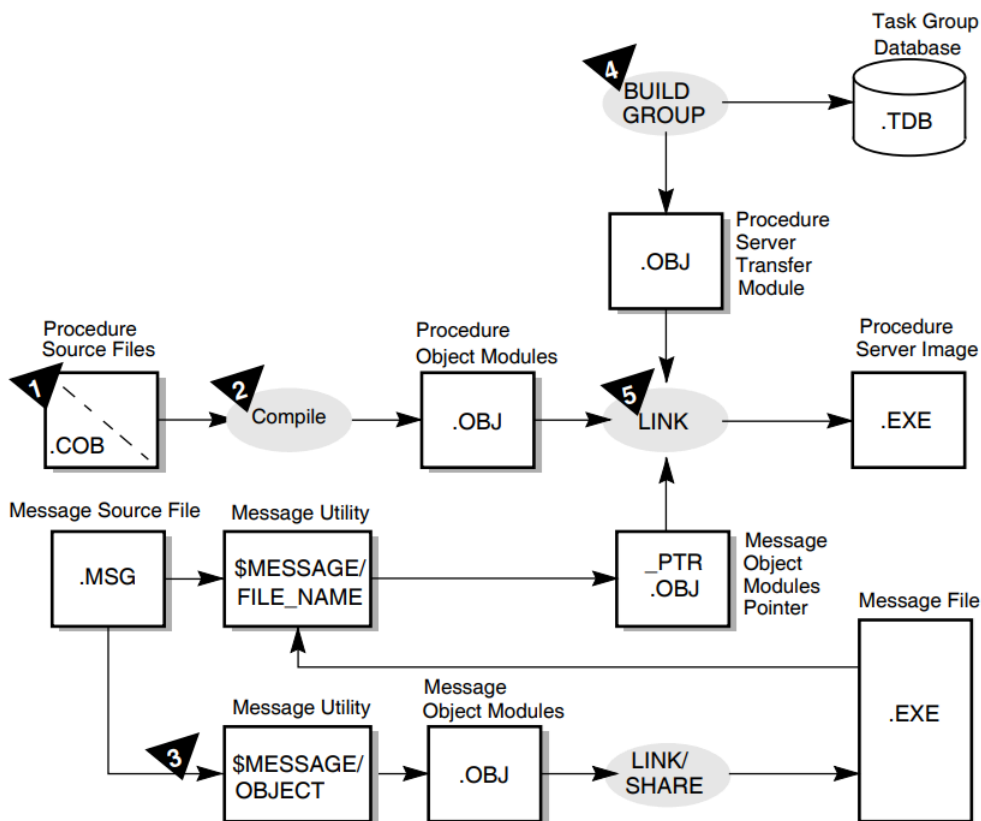 Task Group
Database
4
BUILD
GROUP
.TDB
.OBJ
Procedure
Server
Transfer
Module
Procedure
Source Files
Procedure
Object Modules
Procedure
Server Image
1
.COB
2
Compile
.OBJ
5
LINK
.EXE
Message Source File
Message Utility
.MSG
$MESSAGE/
FILE_NAME
_PTR
.OBJ
Message
Object
Modules
Pointer
Message File
.EXE
Message Utility
Message
Object Modules
3
$MESSAGE/
OBJECT
.OBJ
LINK/
SHARE